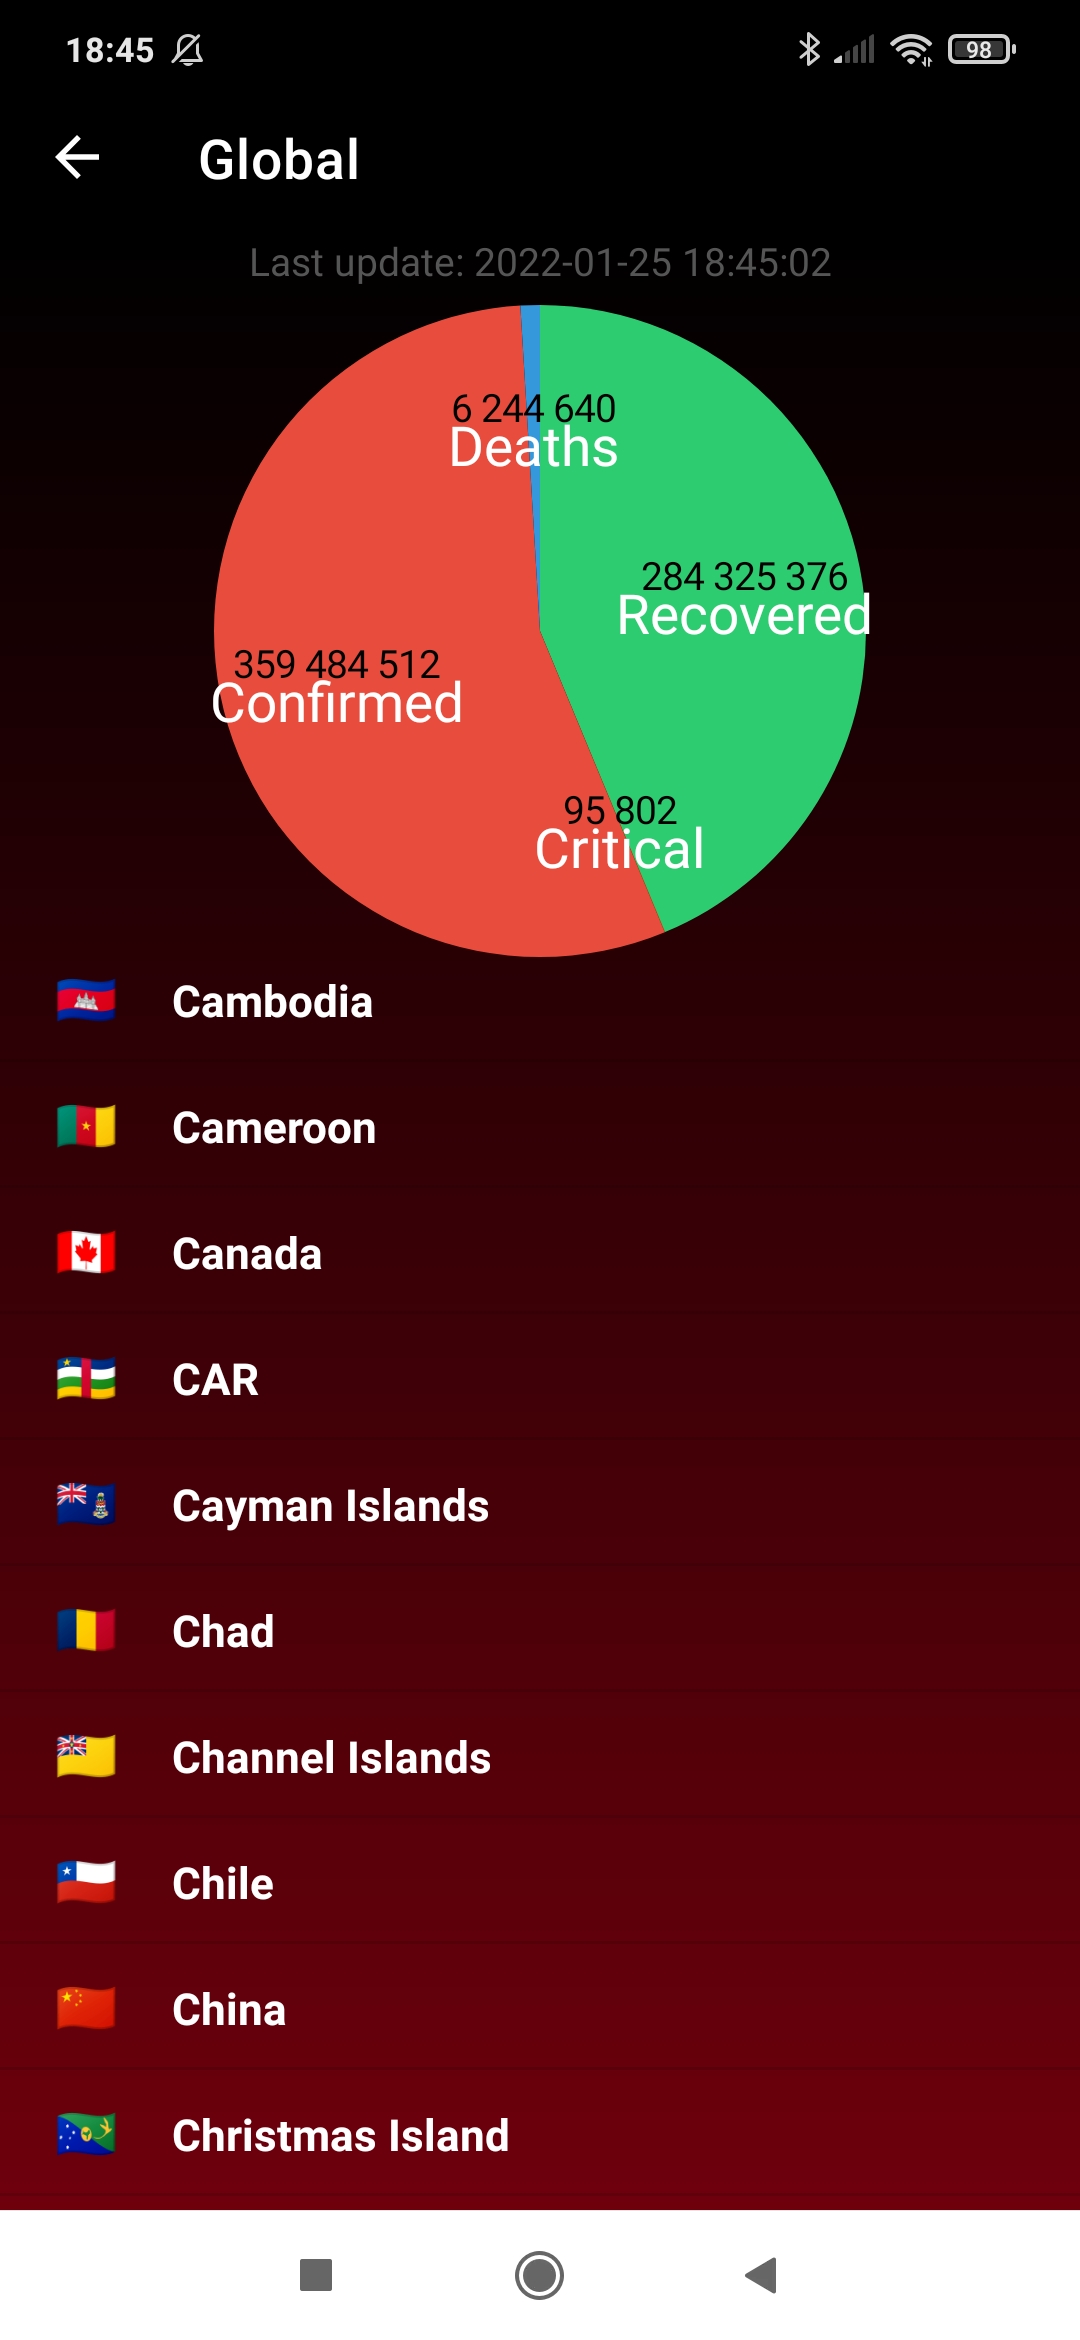 18:45
98
Global
Last update: 2022-01-25 18:45:02
6 244 640
Deaths
284 325 376
Recovered
359 484 512
Confirmed
95 802
Critical
Cambodia
Cameroon
Canada
CAR
Cayman Islands
Chad
Channel Islands
Chile
China
Christmas Island